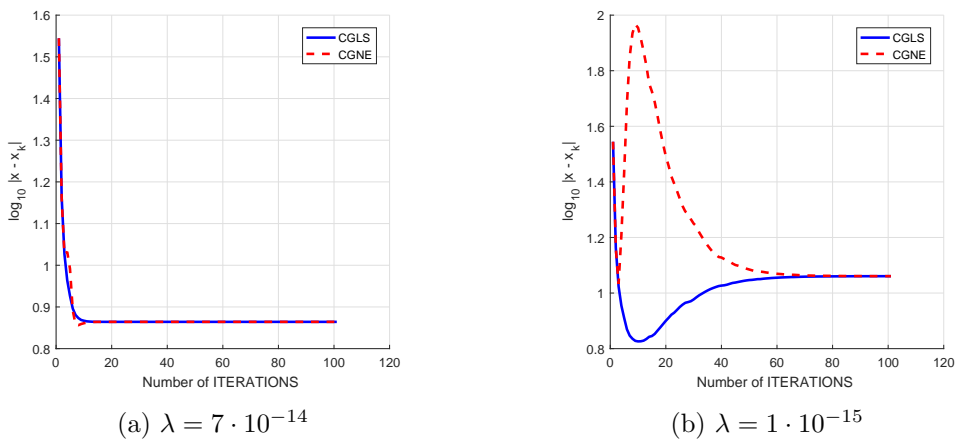 1.6
1.5
1.4
1.3
1.2
1.1
1
0.9
0.8
log10 |x - xk|
0 20 40 60 80 100 120
Number of ITERATIONS
CGLS
CGNE
(a) λ = 7 · 10−14
2
1.8
1.6
1.4
1.2
1
0.8
log10 |x - xk|
0 20 40 60 80 100 120
Number of ITERATIONS
CGLS
CGNE
(b) λ = 1 · 10−15